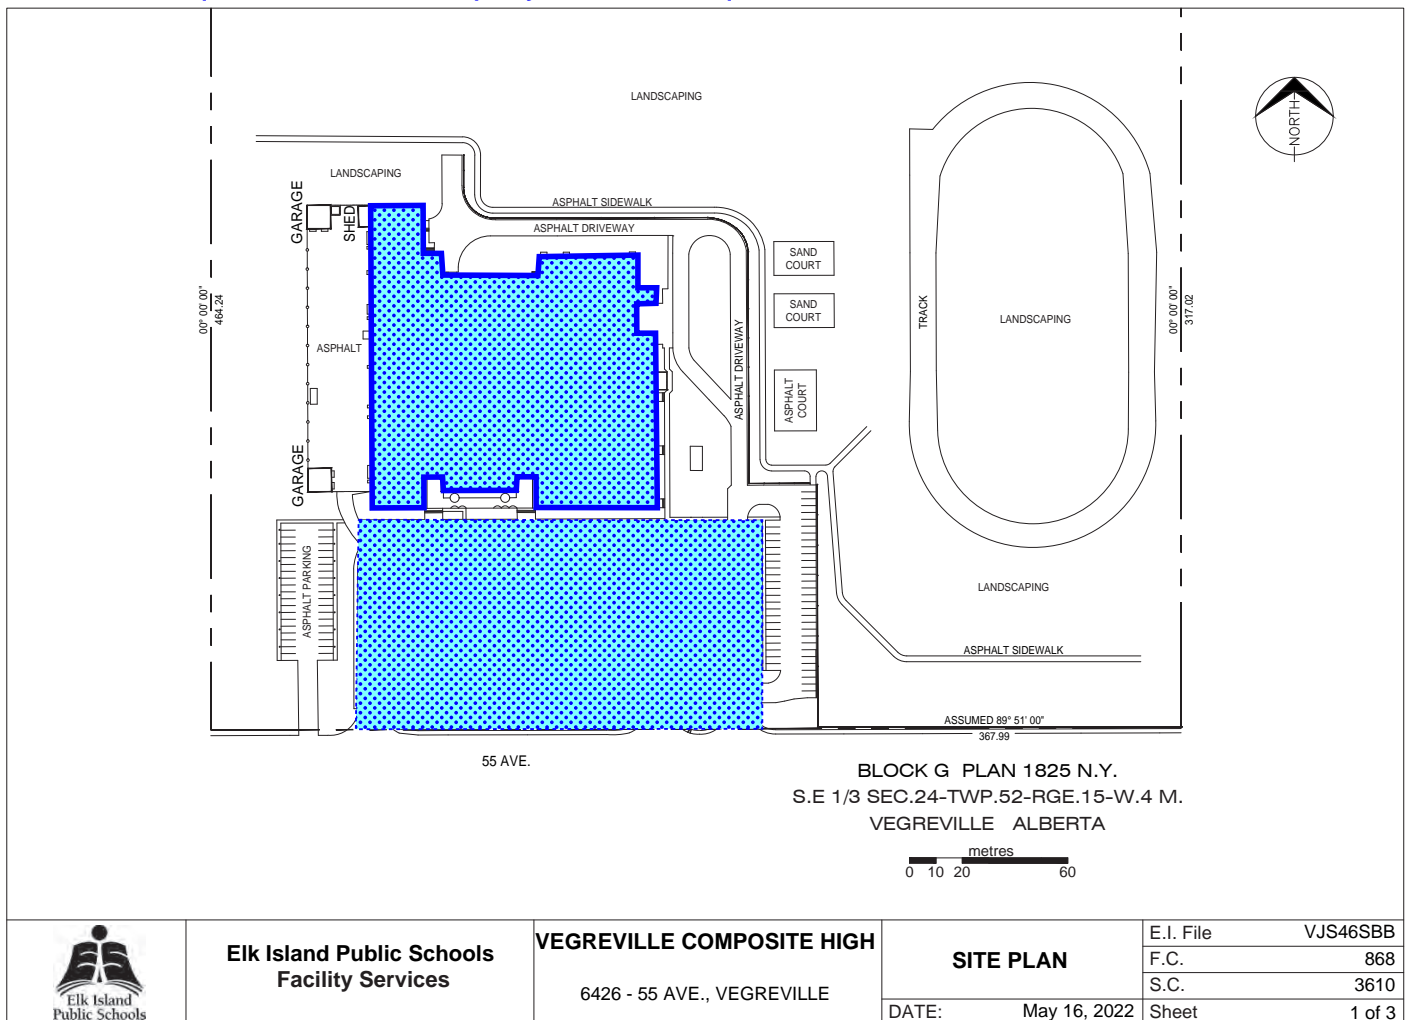 LANDSCAPING
NORTH
LANDSCAPING
GARAGE
SHED
ASPHALT SIDEWALK
ASPHALT DRIVEWAY
SAND
COURT
SAND
COURT
00° 00' 00"
464.24
ASPHALT
ASPHALT DRIVEWAY
TRACK
LANDSCAPING
00° 00' 00"
317.02
ASPHALT
COURT
GARAGE
ASPHALT PARKING
LANDSCAPING
ASPHALT SIDEWALK
ASSUMED 89° 51' 00"
367.99
55 AVE.
BLOCK G PLAN 1825 N.Y.
S.E 1/3 SEC.24-TWP.52-RGE.15-W.4 M.
VEGREVILLE ALBERTA
metres
0 10 20 60
Elk Island
Public Schools
Elk Island Public Schools
Facility Services
VEGREVILLE COMPOSITE HIGH
6426 - 55 AVE., VEGREVILLE
SITE PLAN
DATE: May 16, 2022
E.I. File VJS46SBB
F.C. 868
S.C. 3610
Sheet 1 of 3